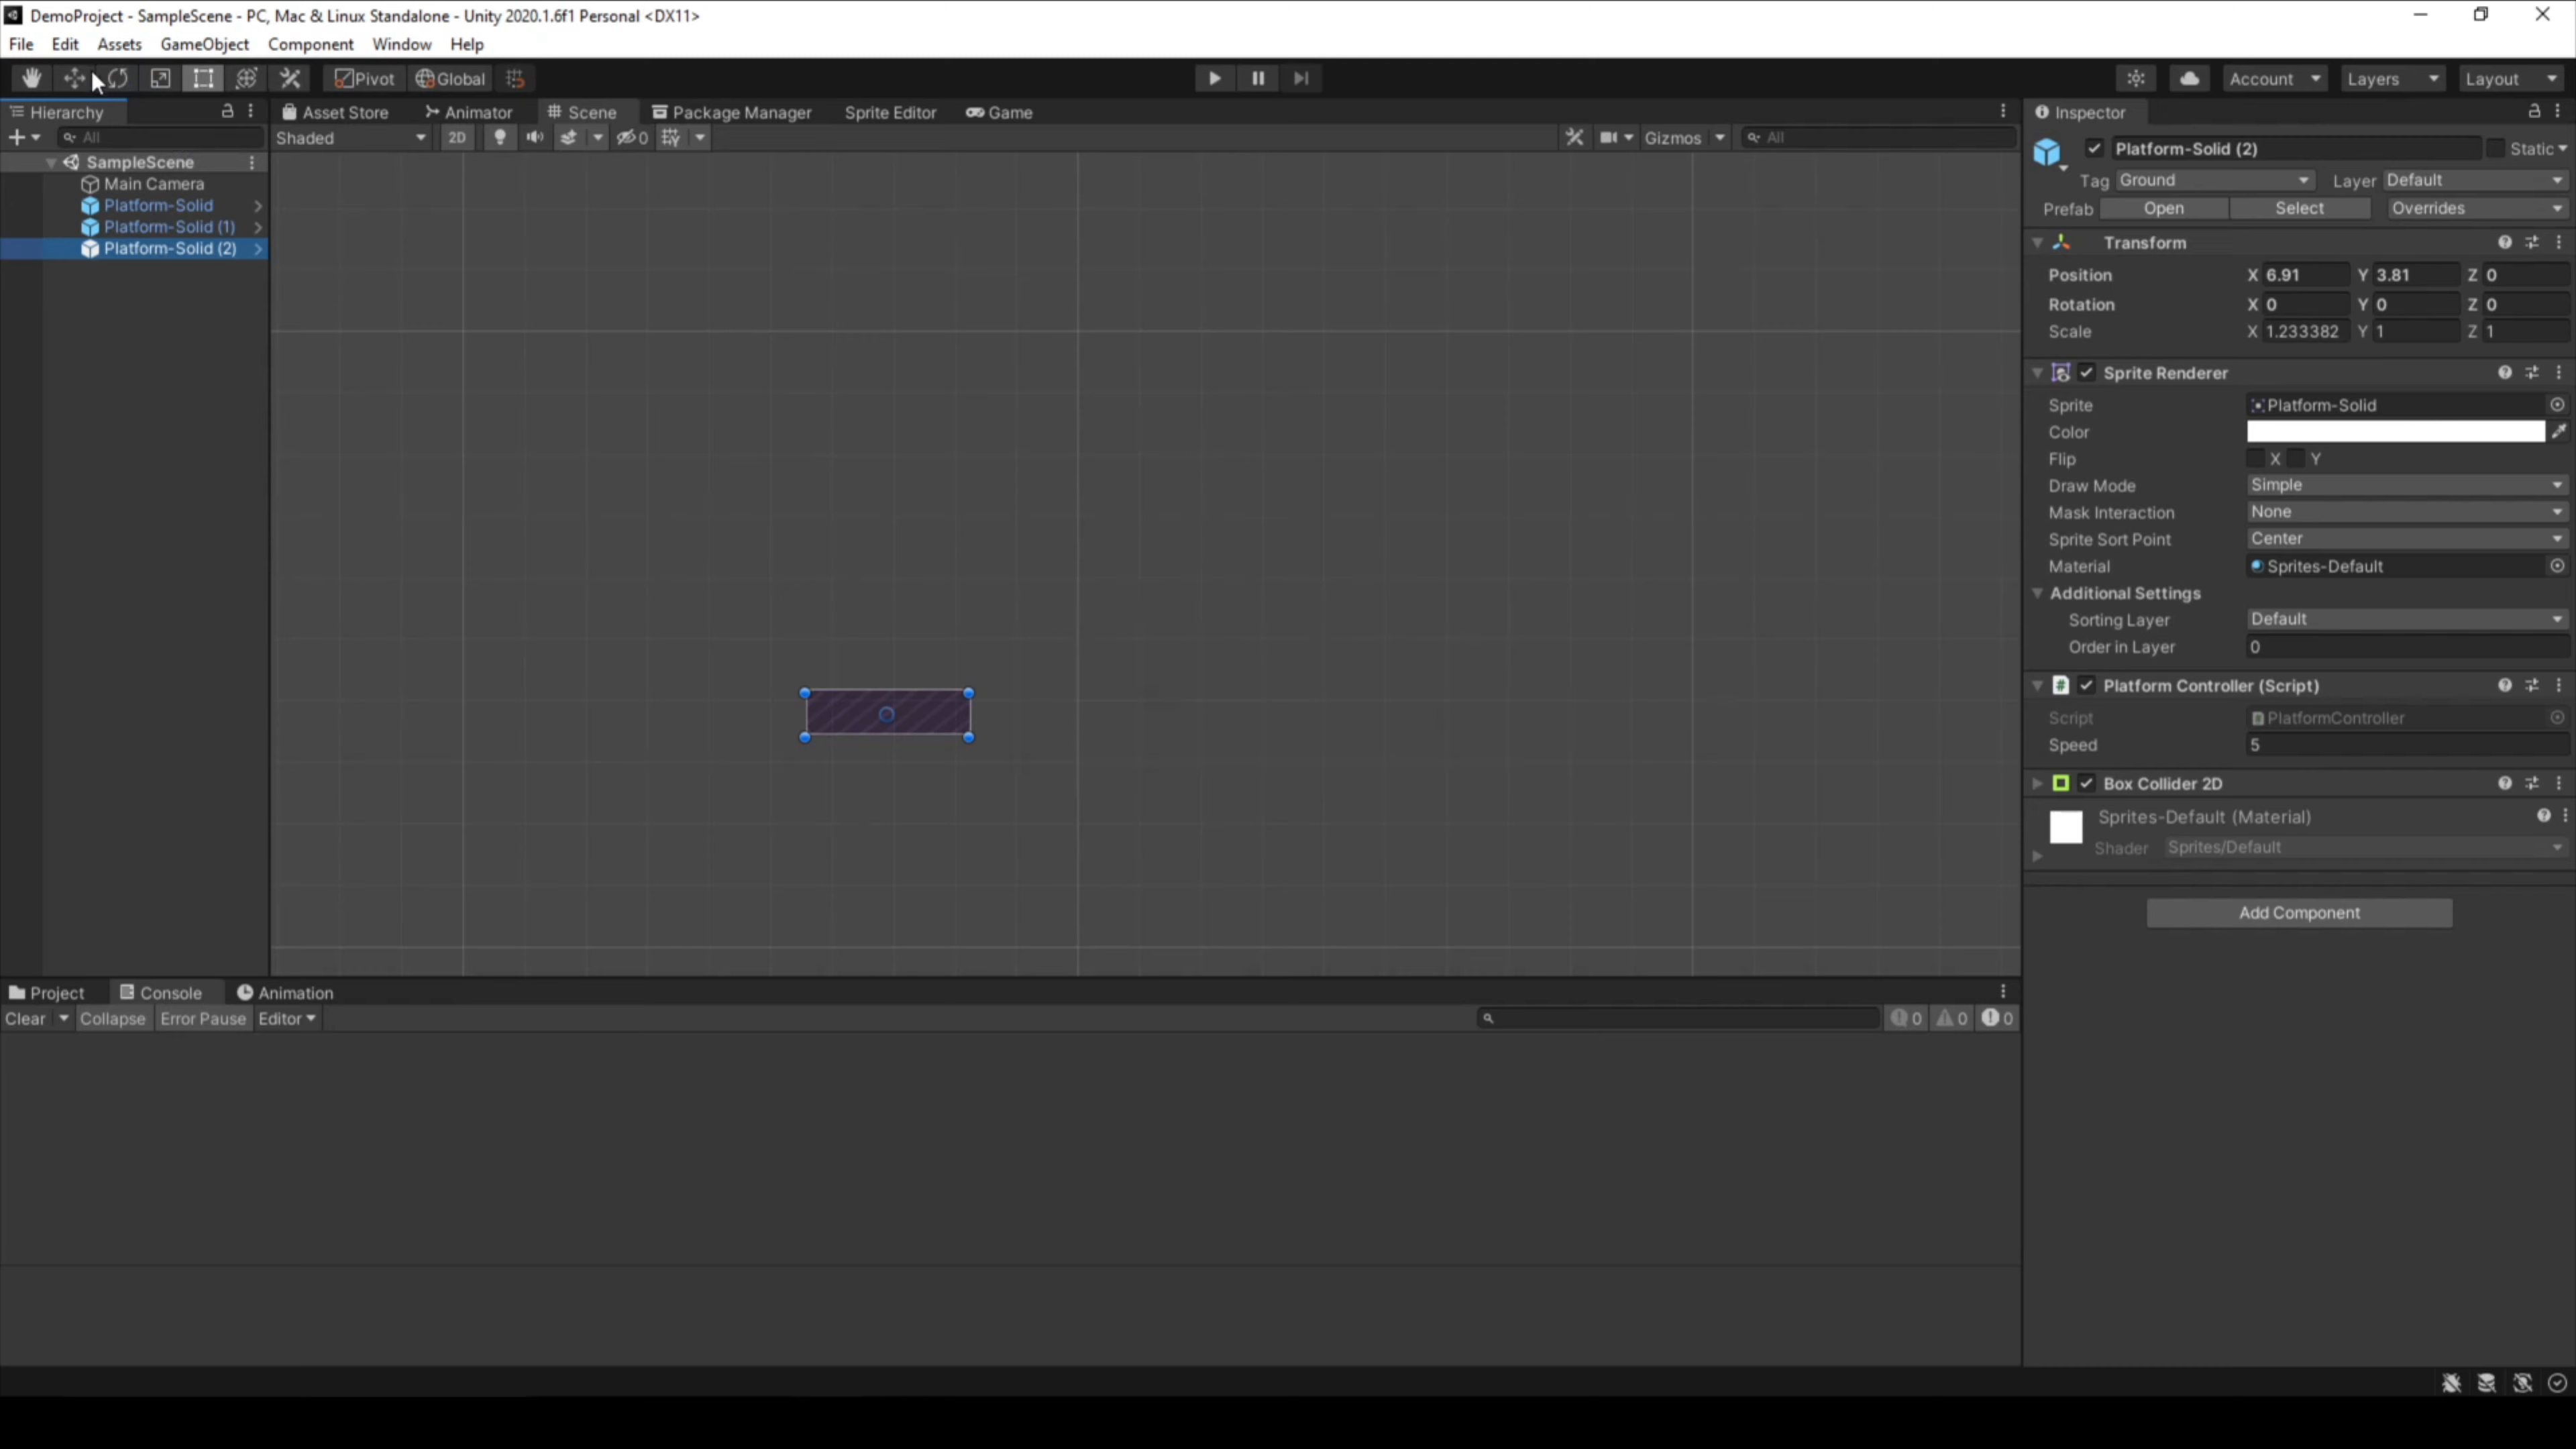 DemoProject - SampleScene - PC, Mac & Linux Standalone - Unity 2020.1.6f1 Personal <DX11>
File Edit Assets GameObject Component Window Help
Pivot Global Account Layers Layout
Hierarchy Asset Store Animator Scene Package Manager Sprite Editor Game Inspector
All Shaded 2D 0 Gizmos All
SampleScene
Main Camera
Platform-Solid
Platform-Solid (1)
Platform-Solid (2)
Platform-Solid (2) Static
Tag Ground Layer Default
Prefab Open Select Overrides
Transform
Position X 6.91 Y 3.81 Z 0
Rotation X 0 Y 0 Z 0
Scale X 1.233382 Y 1 Z 1
Sprite Renderer
Sprite Platform-Solid
Color
Flip X Y
Draw Mode Simple
Mask Interaction None
Sprite Sort Point Center
Material Sprites-Default
Additional Settings
Sorting Layer Default
Order in Layer 0
Platform Controller (Script)
Script PlatformController
Speed 5
Box Collider 2D
Sprites-Default (Material)
Shader Sprites/Default
Add Component
Project Console Animation
Clear Collapse Error Pause Editor 0 0 0